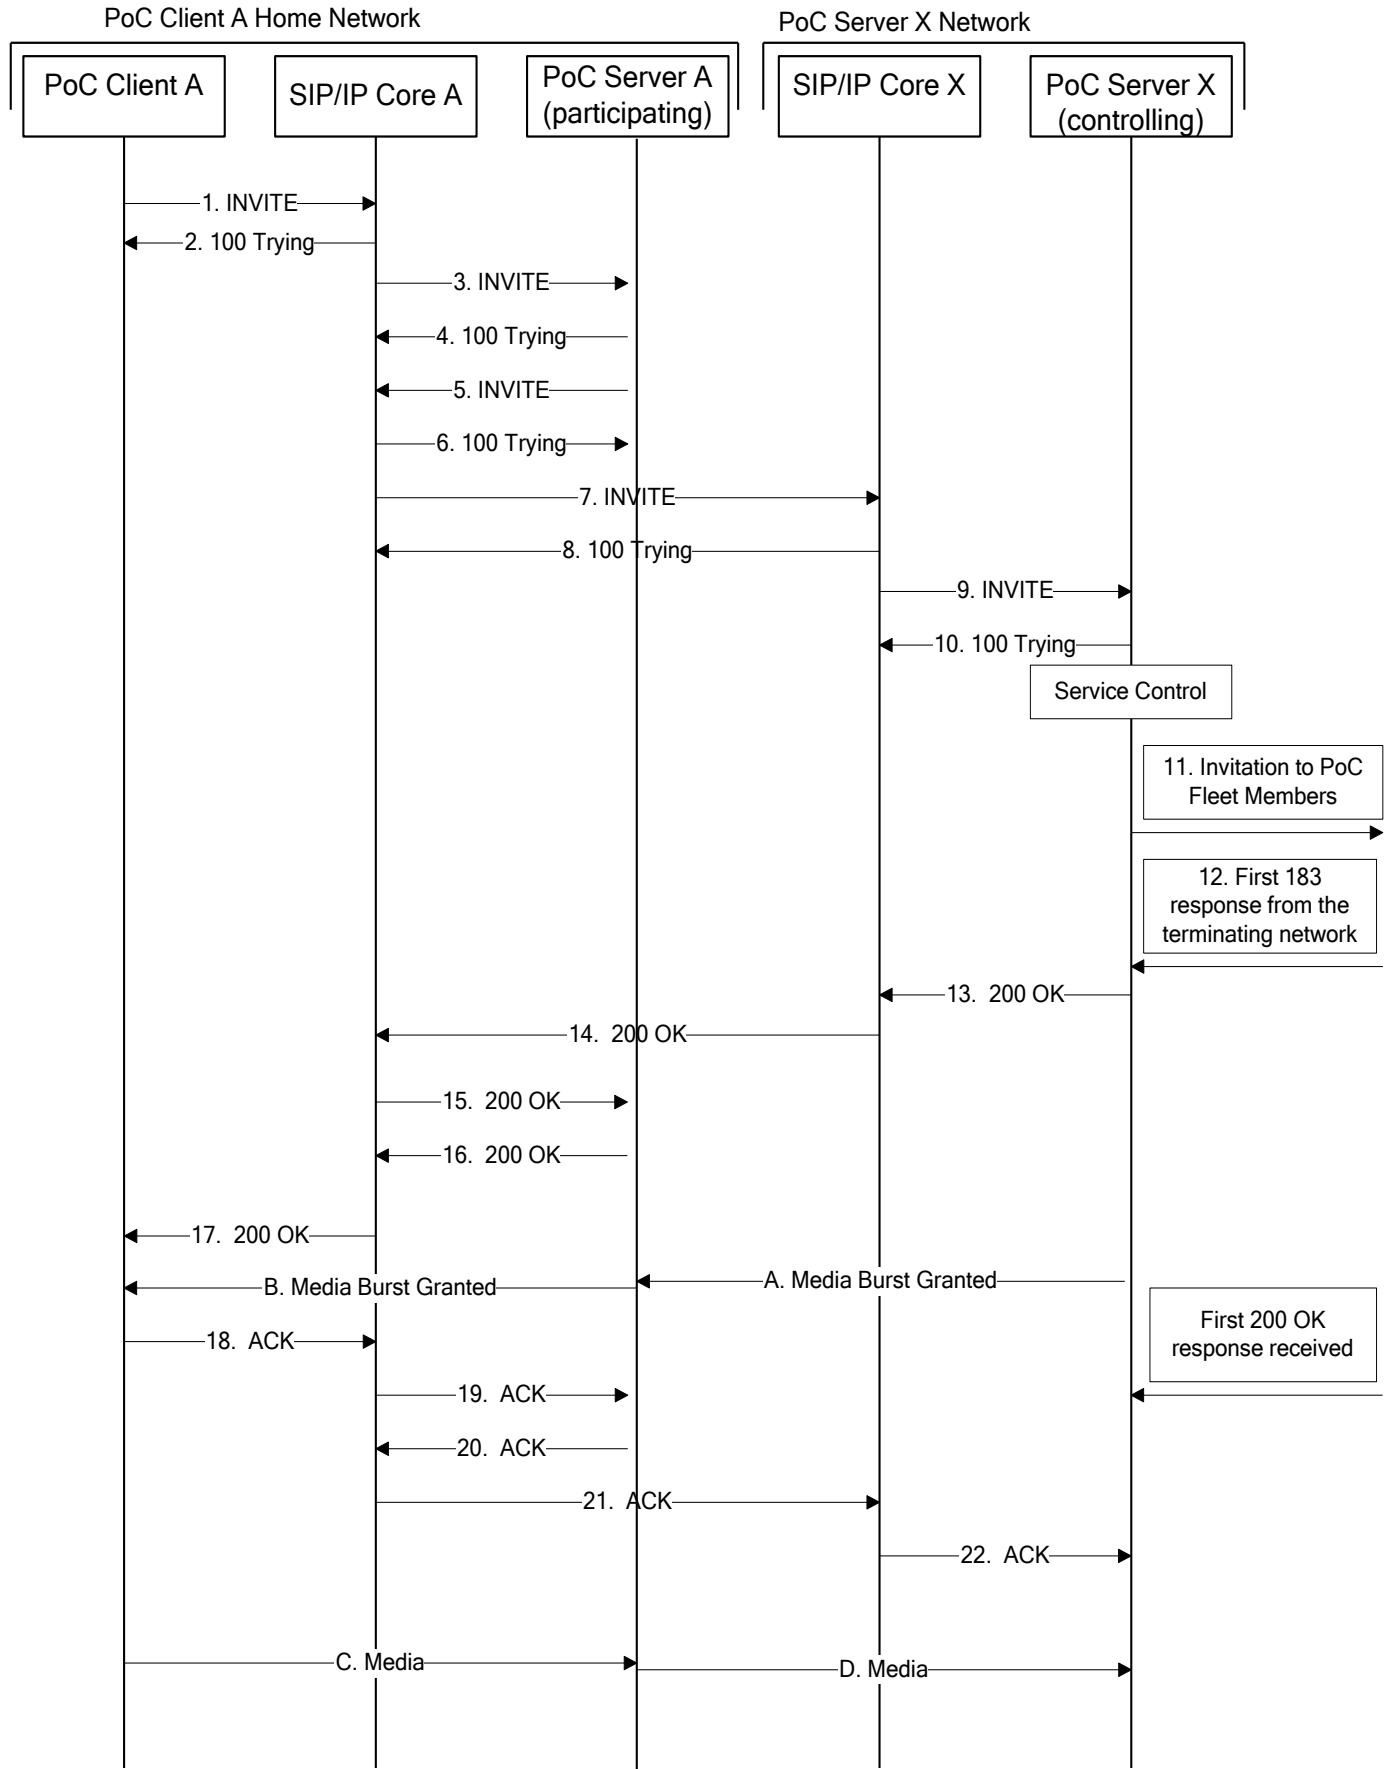 PoC Client A Home Network
PoC Server X Network
PoC Client A
SIP/IP Core A
PoC Server A
(participating)
SIP/IP Core X
PoC Server X
(controlling)
1. INVITE
2. 100 Trying
3. INVITE
4. 100 Trying
5. INVITE
6. 100 Trying
7. INVITE
8. 100 Trying
9. INVITE
10. 100 Trying
Service Control
11. Invitation to PoC
Fleet Members
12. First 183
response from the
terminating network
13. 200 OK
14. 200 OK
15. 200 OK
16. 200 OK
17. 200 OK
A. Media Burst Granted
B. Media Burst Granted
First 200 OK
response received
18. ACK
19. ACK
20. ACK
21. ACK
22. ACK
C. Media
D. Media